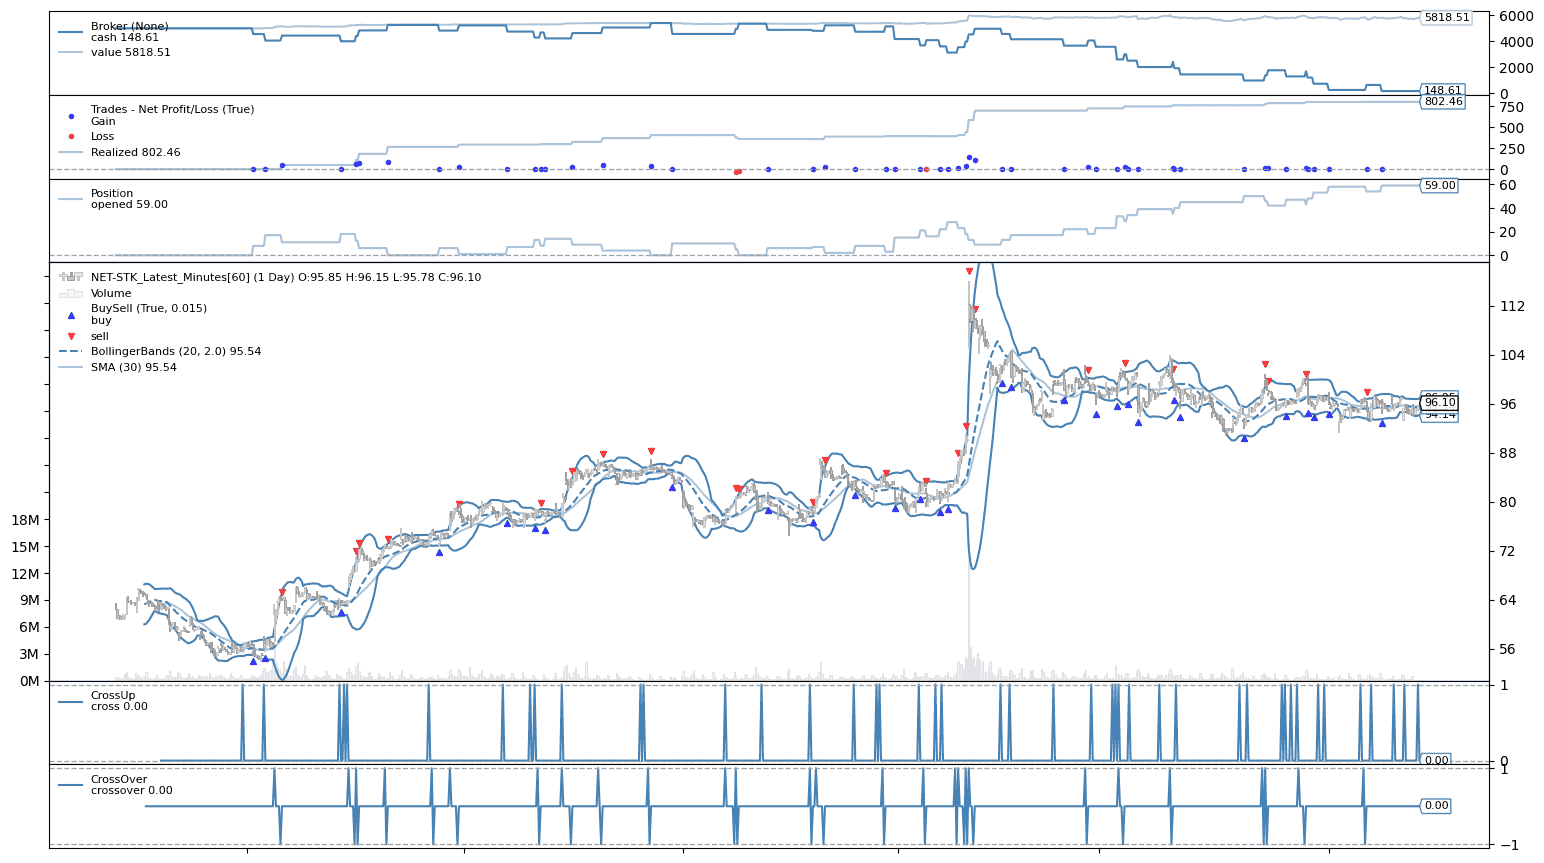 Broker (None)
cash 148.61
value 5818.51
5818.51
6000
4000
2000
148.61
0
Trades - Net Profit/Loss (True)
Gain
Loss
Realized 802.46
802.46
750
500
250
0
Position
opened 59.00
59.00
60
40
20
0
NET-STK_Latest_Minutes[60] (1 Day) O:95.85 H:96.15 L:95.78 C:96.10
Volume
BuySell (True, 0.015)
buy
sell
BollingerBands (20, 2.0) 95.54
SMA (30) 95.54
112
104
96
88
80
72
64
56
96.10
94.14
18M
15M
12M
9M
6M
3M
0M
CrossUp
cross 0.00
1
0.00
0
CrossOver
crossover 0.00
1
0.00
−1